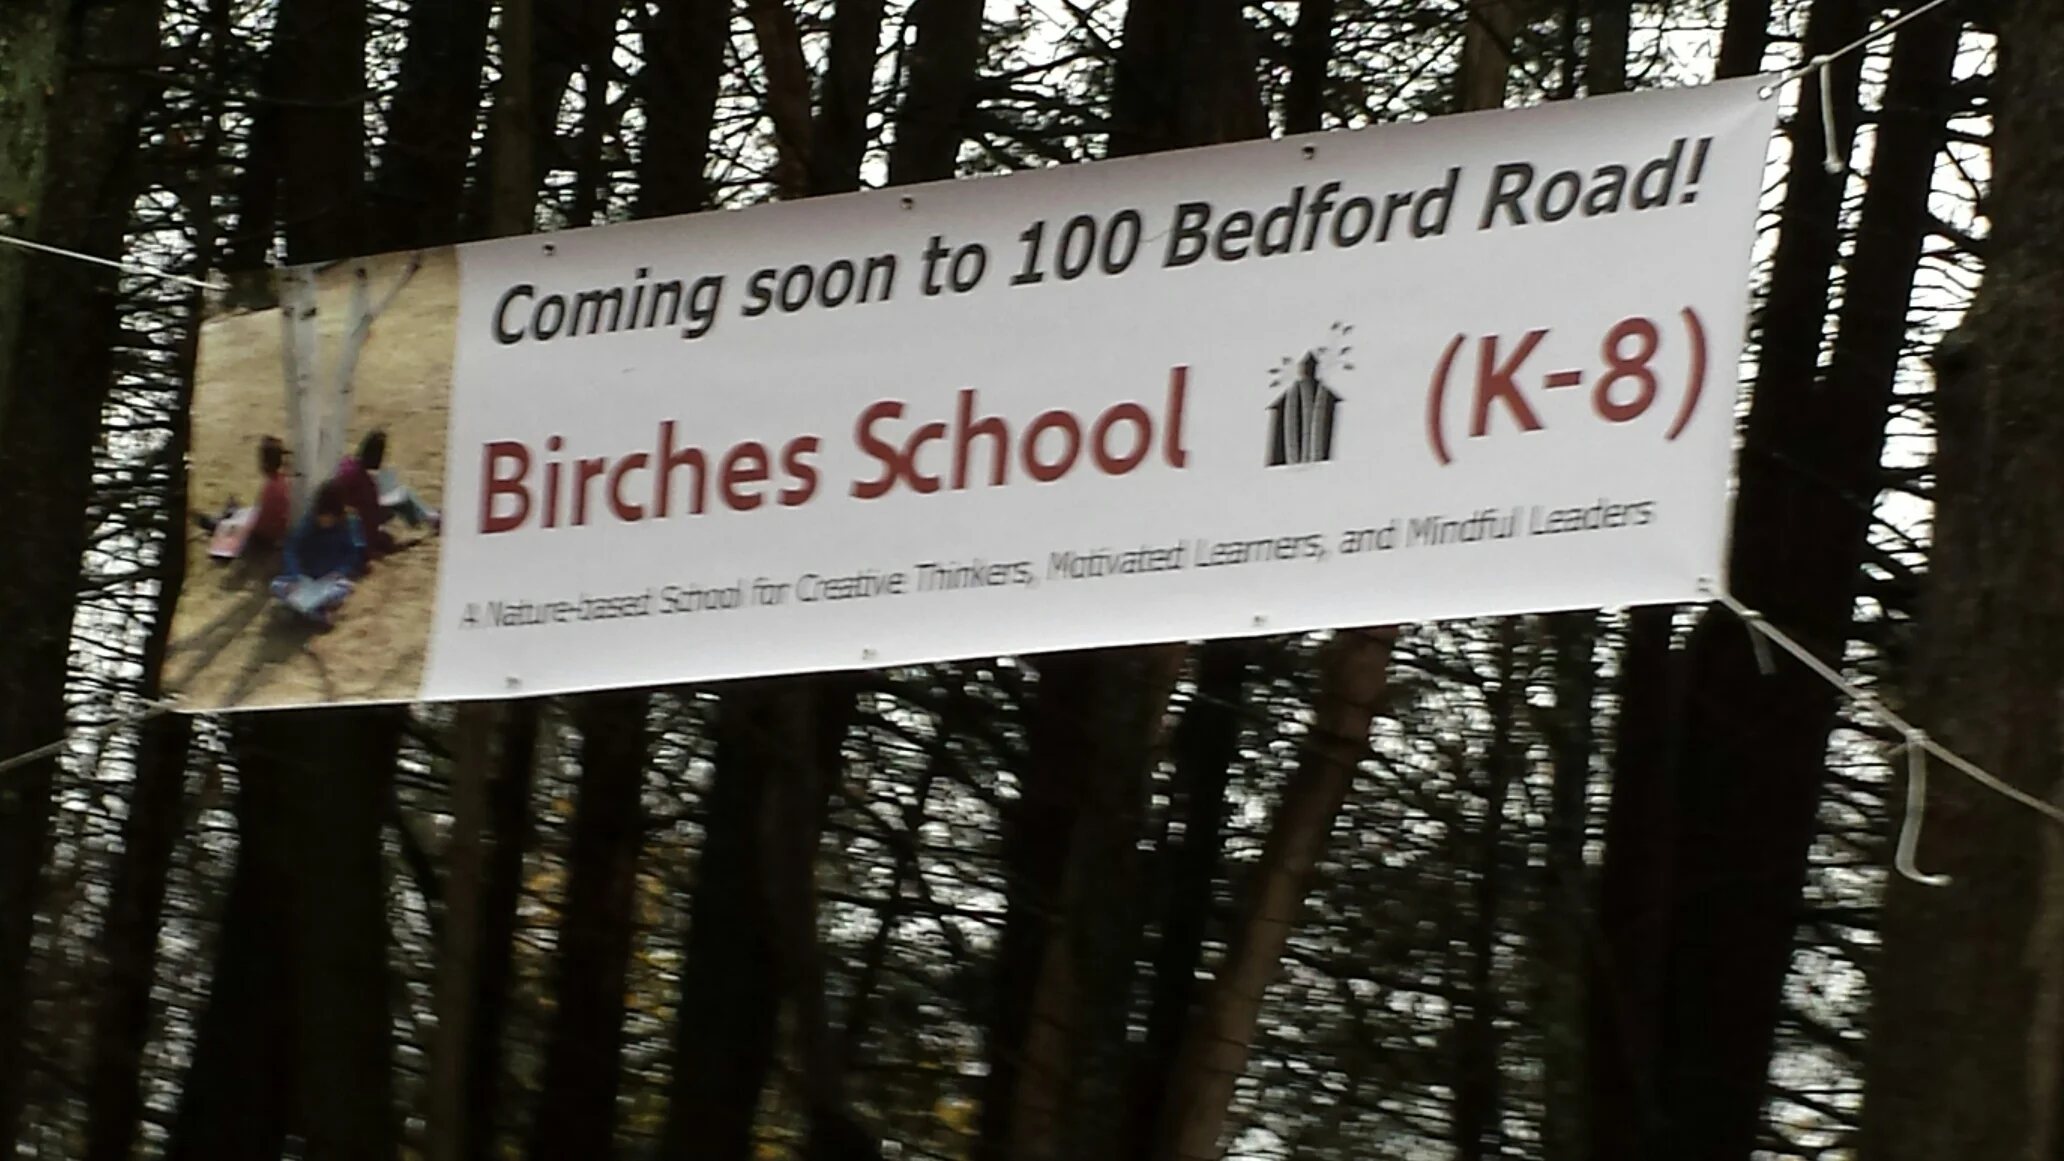 Coming soon to 100 Bedford Road!
Birches School (K-8)
A Nature-based School for Creative Thinkers, Motivated Learners, and Mindful Leaders